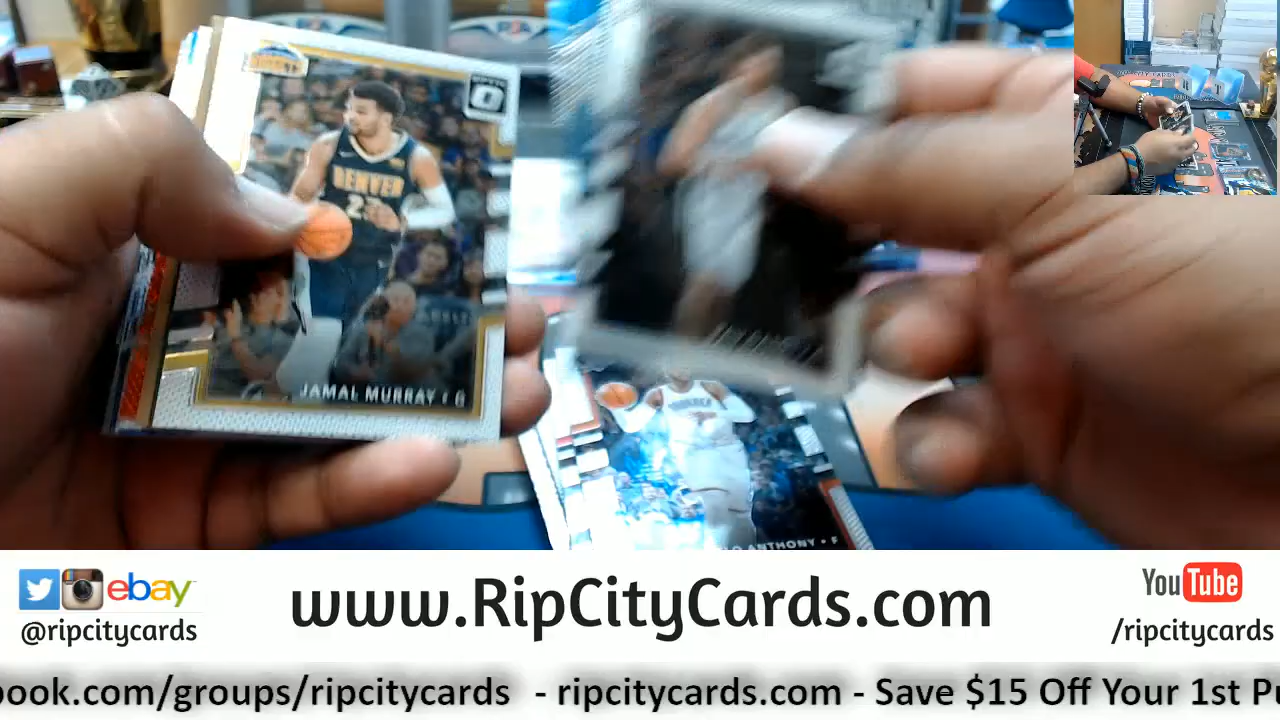 OPTIC
DENVER
JAMAL MURRAY • G
ANTHONY • F
ebay
@ripcitycards
www.RipCityCards.com
YouTube
/ripcitycards
book.com/groups/ripcitycards - ripcitycards.com - Save $15 Off Your 1st Pu